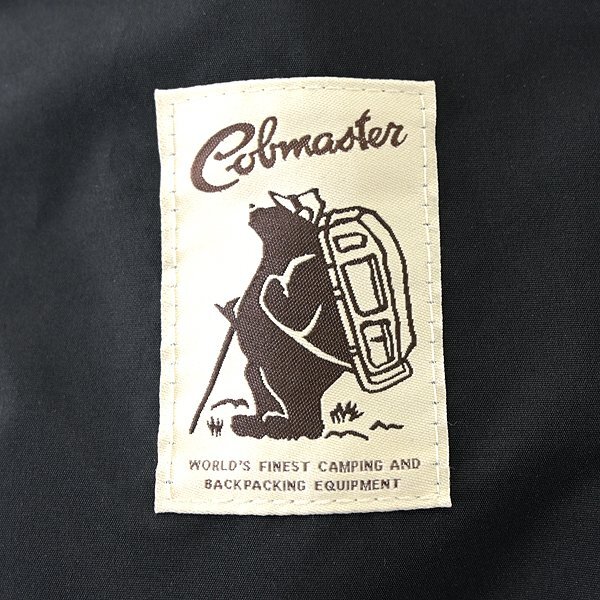 Cobmaster
WORLD'S FINEST CAMPING AND
BACKPACKING EQUIPMENT